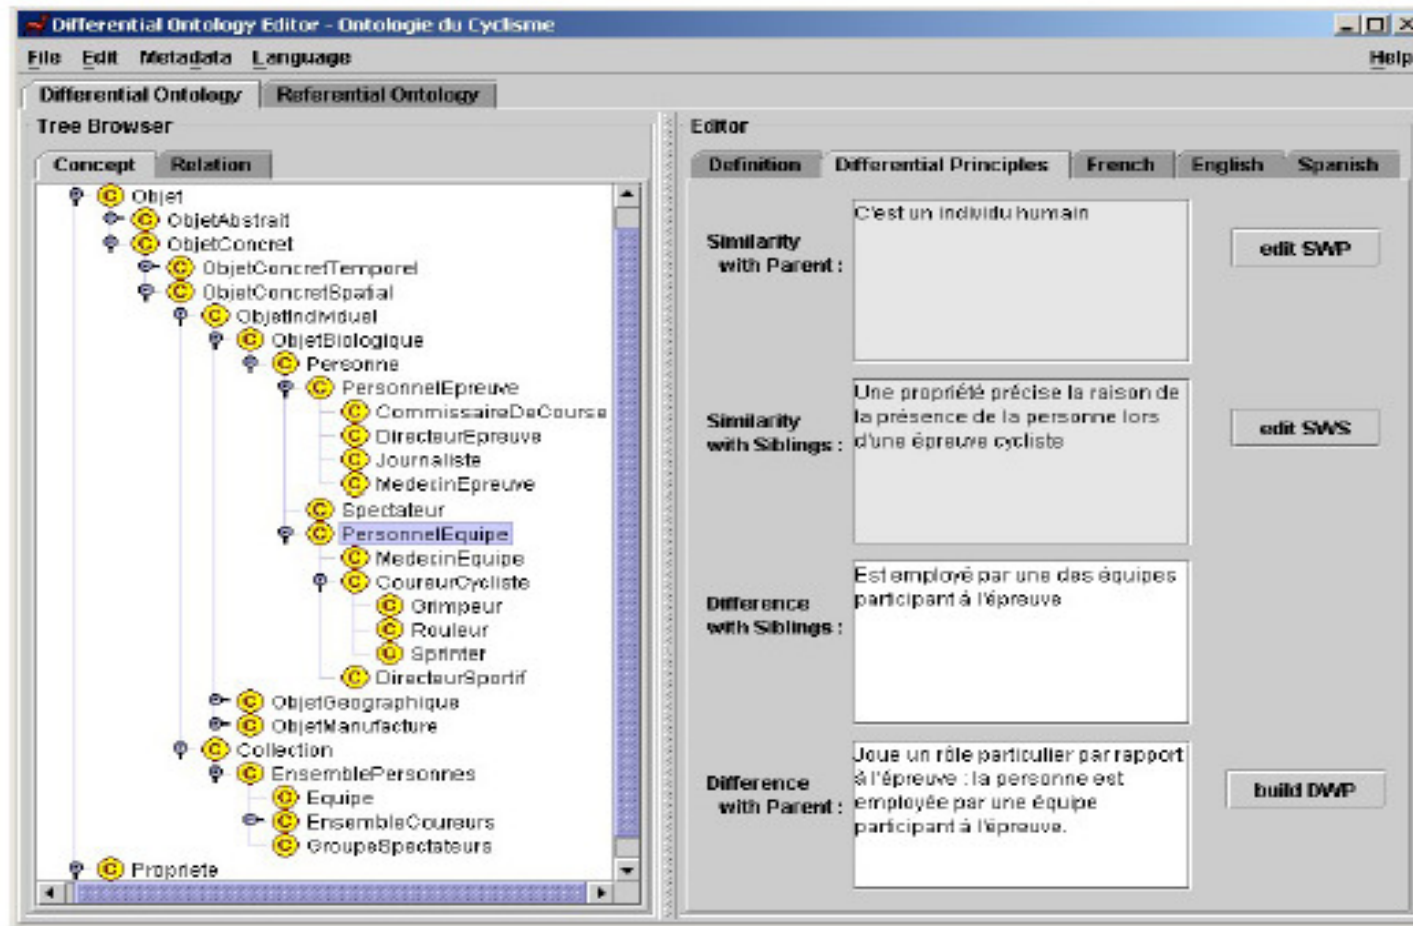 Differential Ontology Editor - Ontologie du Cyclisme
File Edit Metadata Language Help
Differential Ontology Referential Ontology
Tree Browser
Concept Relation
Objet
ObjetAbstrait
ObjetConcret
ObjetConcretTemporel
ObjetConcretSpatial
ObjetIndividuel
ObjetBiologique
Personne
PersonnelEpreuve
CommissaireDeCourse
DirecteurEpreuve
Journaliste
MedecinEpreuve
Spectateur
PersonnelEquipe
MedecinEquipe
CoureurCycliste
Grimpeur
Rouleur
Sprinter
DirecteurSportif
ObjetGeographique
ObjetManufacture
Collection
EnsemblePersonnes
Equipe
EnsembleCoureurs
GroupeSpectateurs
Propriete
Editor
Definition Differential Principles French English Spanish
Similarity
with Parent :
C'est un individu humain
edit SWP
Similarity
with Siblings :
Une propriété précise la raison de
la présence de la personne lors
d'une épreuve cycliste
edit SWS
Difference
with Siblings :
Est employé par une des équipes
participant à l'épreuve
Difference
with Parent :
Joue un rôle particulier par rapport
à l'épreuve : la personne est
employée par une équipe
participant à l'épreuve.
build DWP